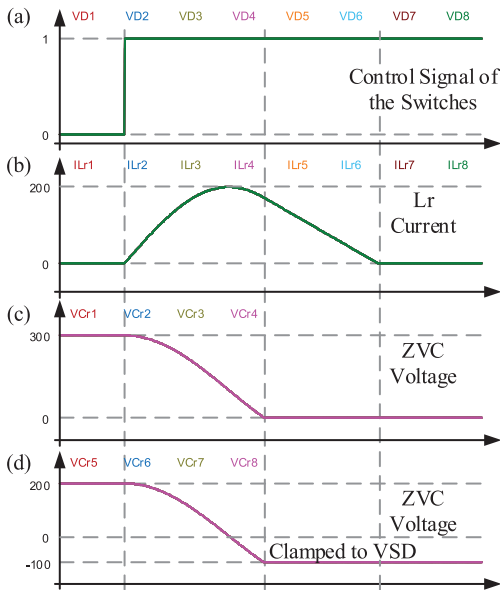 (a) VD1 VD2 VD3 VD4 VD5 VD6 VD7 VD8
1
Control Signal of
the Switches
0
(b) ILr1 ILr2 ILr3 ILr4 ILr5 ILr6 ILr7 ILr8
200
Lr
Current
0
(c) VCr1 VCr2 VCr3 VCr4
300
ZVC
Voltage
0
(d) VCr5 VCr6 VCr7 VCr8
200
ZVC
Voltage
0
Clamped to VSD
-100